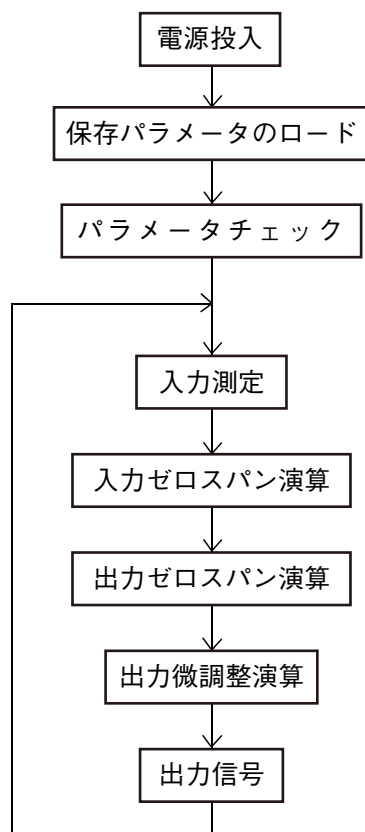 電源投入
保存パラメータのロード
パラメータチェック
入力測定
入力ゼロスパン演算
出力ゼロスパン演算
出力微調整演算
出力信号